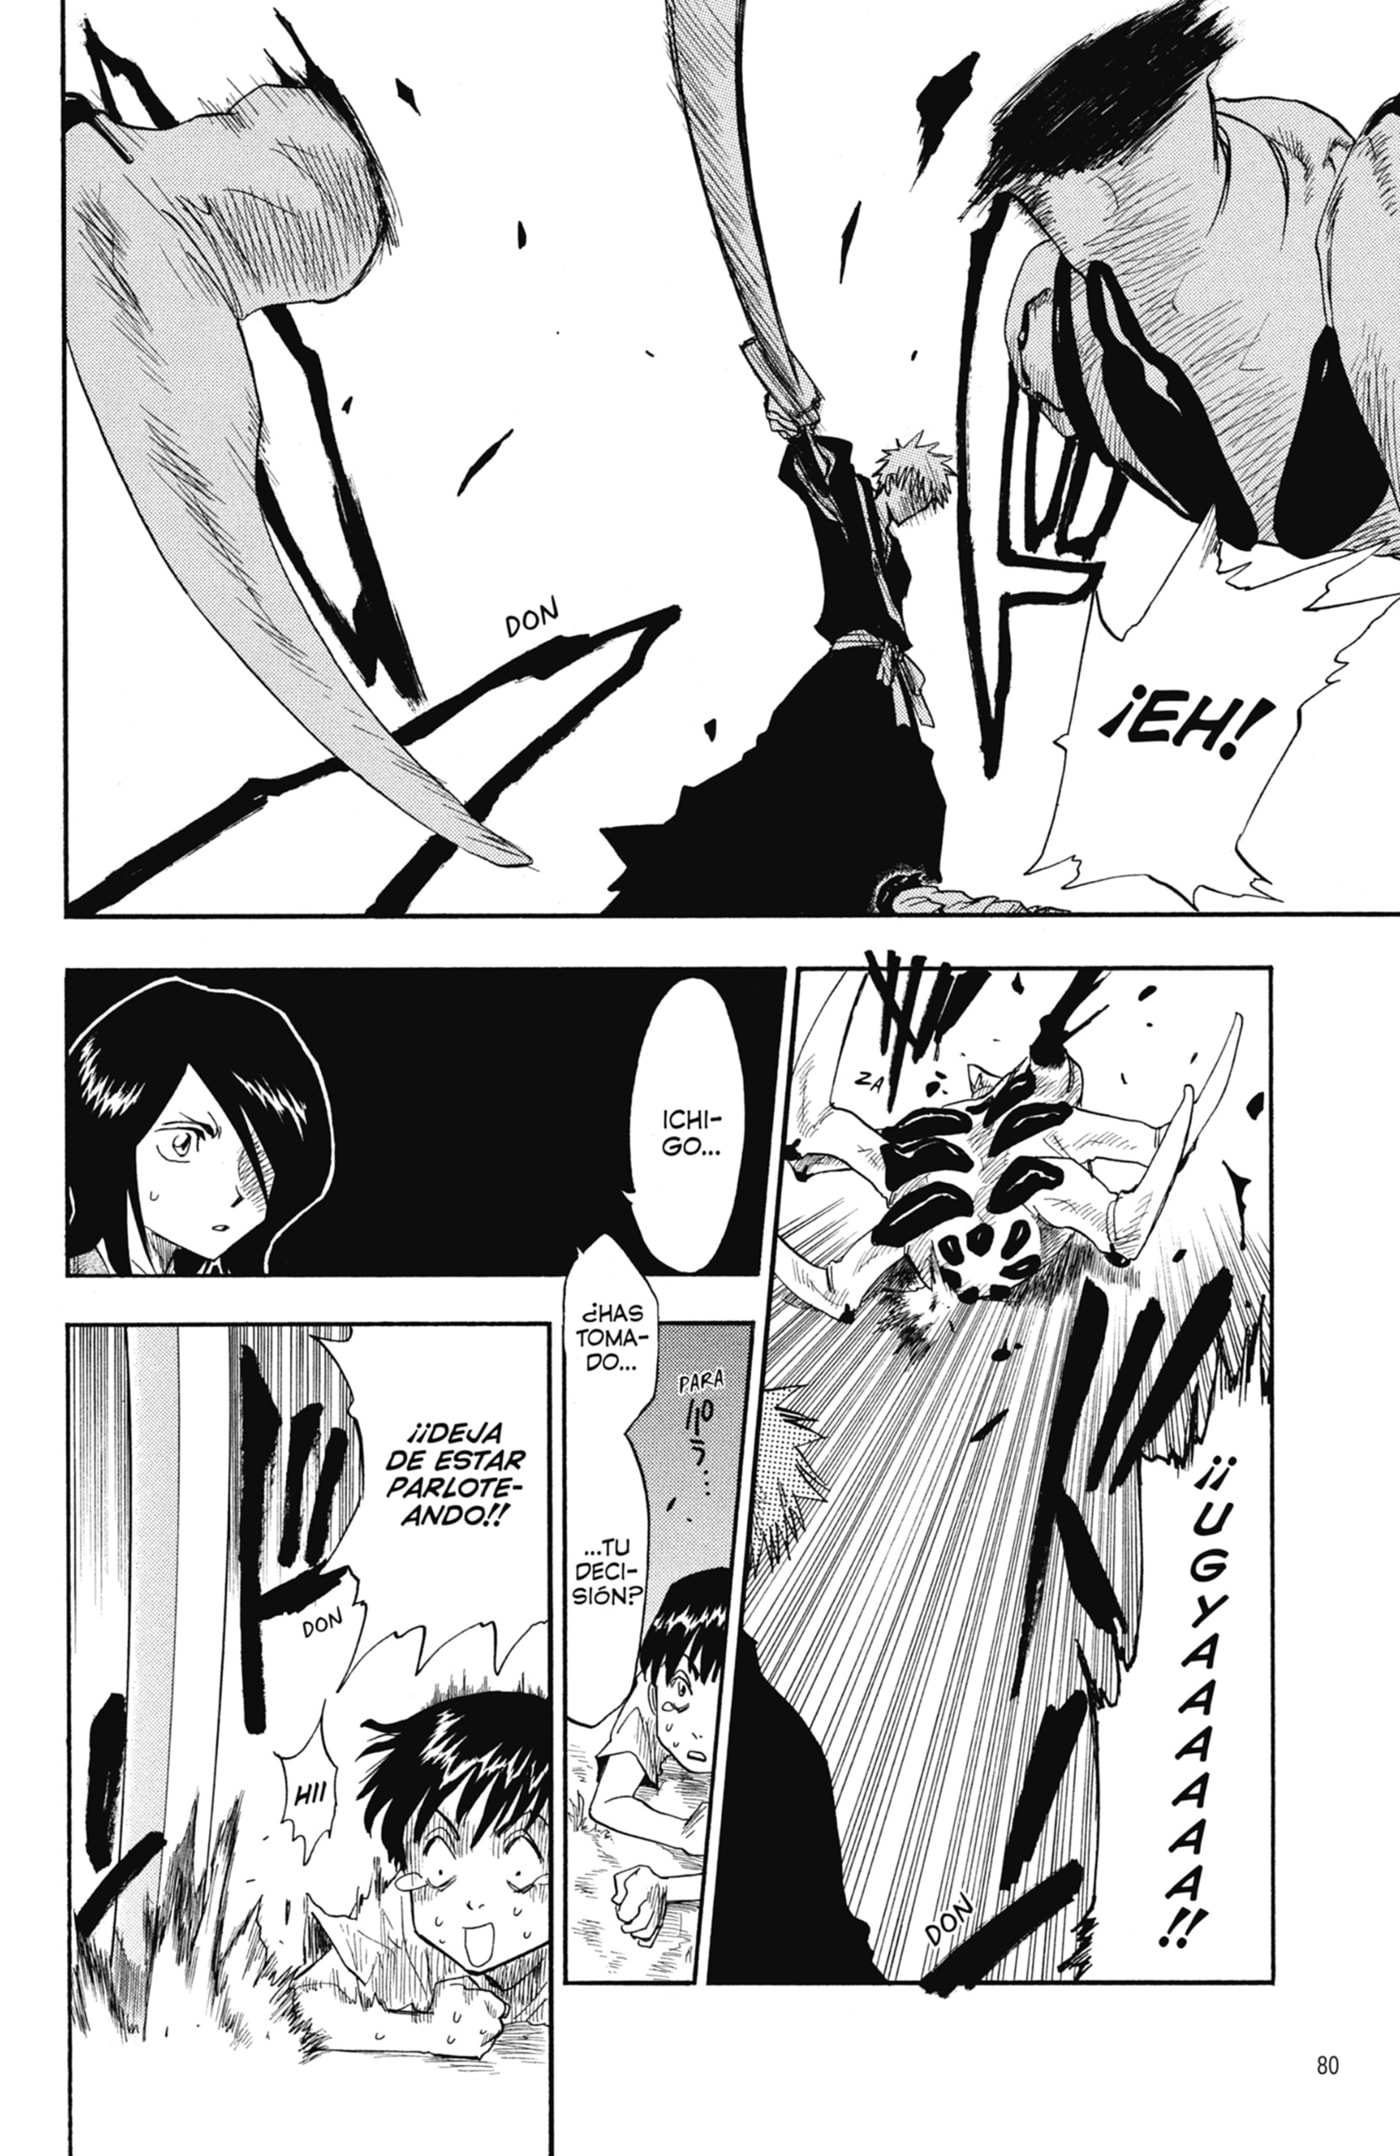 ¡EH!
DON
ZA
¡¡UGYAAAAAA!!
DON
ICHI-
GO...
¿HAS
TOMA-
DO...
PARA
...TU
DECI-
SIÓN?
¡¡DEJA
DE ESTAR
PARLOTE-
ANDO!!
DON
HII
80